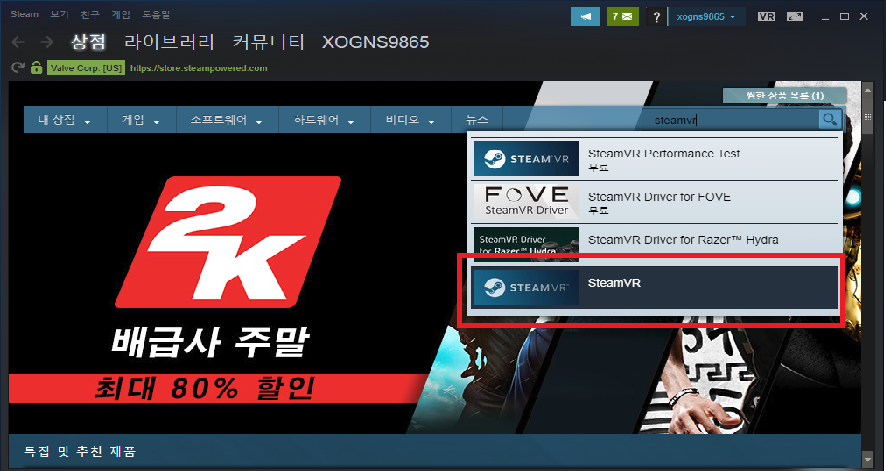 Steam 보기 친구 게임 도움말
7
?
xogns9865
VR
상점 라이브러리 커뮤니티 XOGNS9865
Valve Corp. [US] https://store.steampowered.com
찜한 상품 목록 (1)
내 상점 게임 소프트웨어 하드웨어 비디오 뉴스
steamvr
STEAMVR
SteamVR Performance Test
무료
FOVE
SteamVR Driver
SteamVR Driver for FOVE
무료
SteamVR Driver
for Razer™ Hydra
SteamVR Driver for Razer™ Hydra
STEAMVR™
SteamVR
2K
배급사 주말
최대 80% 할인
특집 및 추천 제품